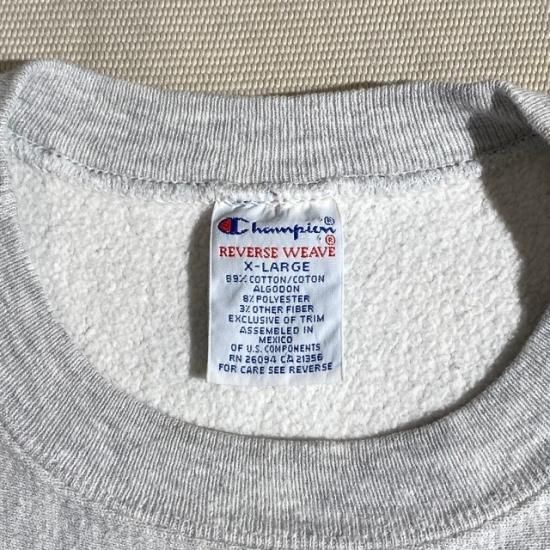 Champion®
REVERSE WEAVE®
X-LARGE
89% COTTON/COTON
ALGODON
8% POLYESTER
3% OTHER FIBER
EXCLUSIVE OF TRIM
ASSEMBLED IN
MEXICO
OF U.S. COMPONENTS
RN 26094 CA 21356
FOR CARE SEE REVERSE